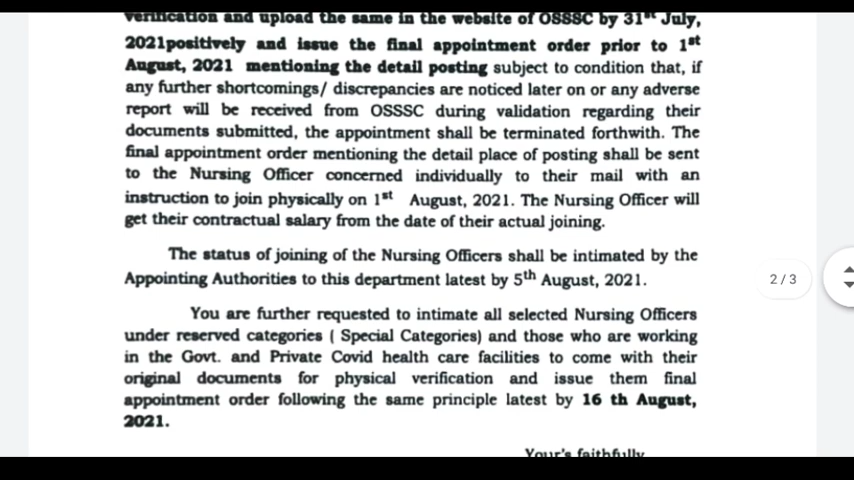 verification and upload the same in the website of OSSSC by 31st July,
2021positively and issue the final appointment order prior to 1st
August, 2021 mentioning the detail posting subject to condition that, if
any further shortcomings/ discrepancies are noticed later on or any adverse
report will be received from OSSSC during validation regarding their
documents submitted, the appointment shall be terminated forthwith. The
final appointment order mentioning the detail place of posting shall be sent
to the Nursing Officer concerned individually to their mail with an
instruction to join physically on 1st August, 2021. The Nursing Officer will
get their contractual salary from the date of their actual joining.
The status of joining of the Nursing Officers shall be intimated by the
Appointing Authorities to this department latest by 5th August, 2021.
2/3
You are further requested to intimate all selected Nursing Officers
under reserved categories ( Special Categories) and those who are working
in the Govt. and Private Covid health care facilities to come with their
original documents for physical verification and issue them final
appointment order following the same principle latest by 16 th August,
2021.
Your's faithfully